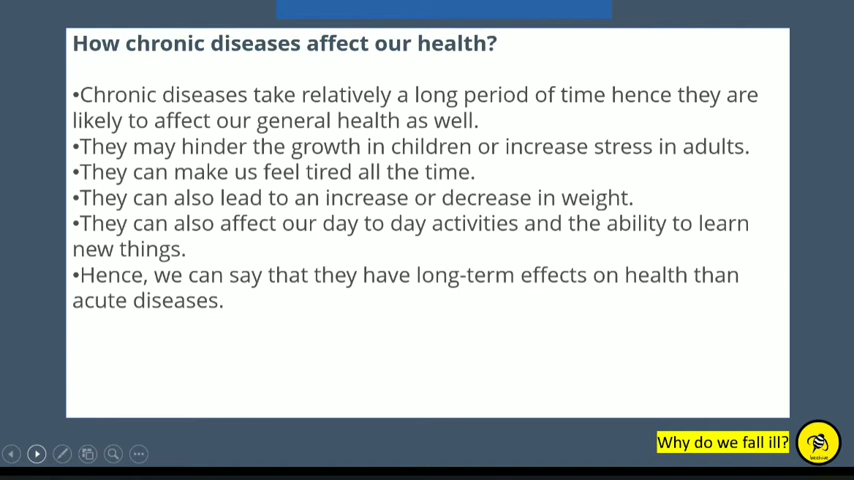 How chronic diseases affect our health?
•Chronic diseases take relatively a long period of time hence they are
likely to affect our general health as well.
•They may hinder the growth in children or increase stress in adults.
•They can make us feel tired all the time.
•They can also lead to an increase or decrease in weight.
•They can also affect our day to day activities and the ability to learn
new things.
•Hence, we can say that they have long-term effects on health than
acute diseases.
Why do we fall ill?